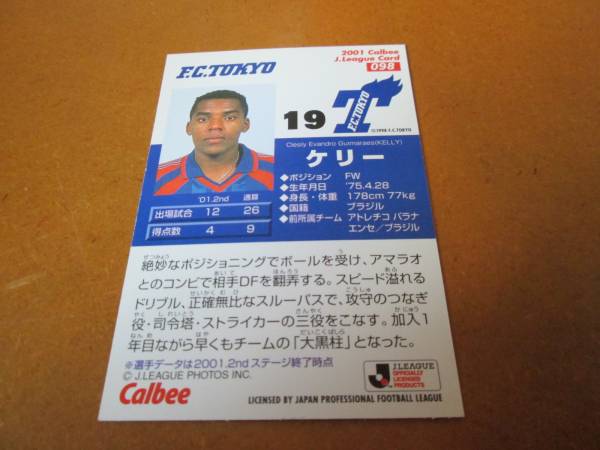 F.C.TOKYO
2001 Calbee
J.League Card
098
19
F.C.TOKYO
©1998 F.C.TOKYO
Clesly Evandro Guimaraes(KELLY)
ケリー
◆ポジション FW
◆生年月日 '75.4.28
◆身長・体重 178cm 77kg
◆国籍 ブラジル
◆前所属チーム アトレチコ パラナ
エンセ/ブラジル
'01.2nd 通算
出場試合 12 26
得点数 4 9
絶妙なポジショニングでボールを受け、アマラオ
とのコンビで相手DFを翻弄する。スピード溢れる
ドリブル、正確無比なスルーパスで、攻守のつなぎ
役・司令塔・ストライカーの三役をこなす。加入1
年目ながら早くもチームの「大黒柱」となった。
※選手データは2001.2ndステージ終了時点
© J.LEAGUE PHOTOS INC.
Calbee
LICENSED BY JAPAN PROFESSIONAL FOOTBALL LEAGUE
J.LEAGUE
OFFICIALLY
LICENSED
PRODUCTS